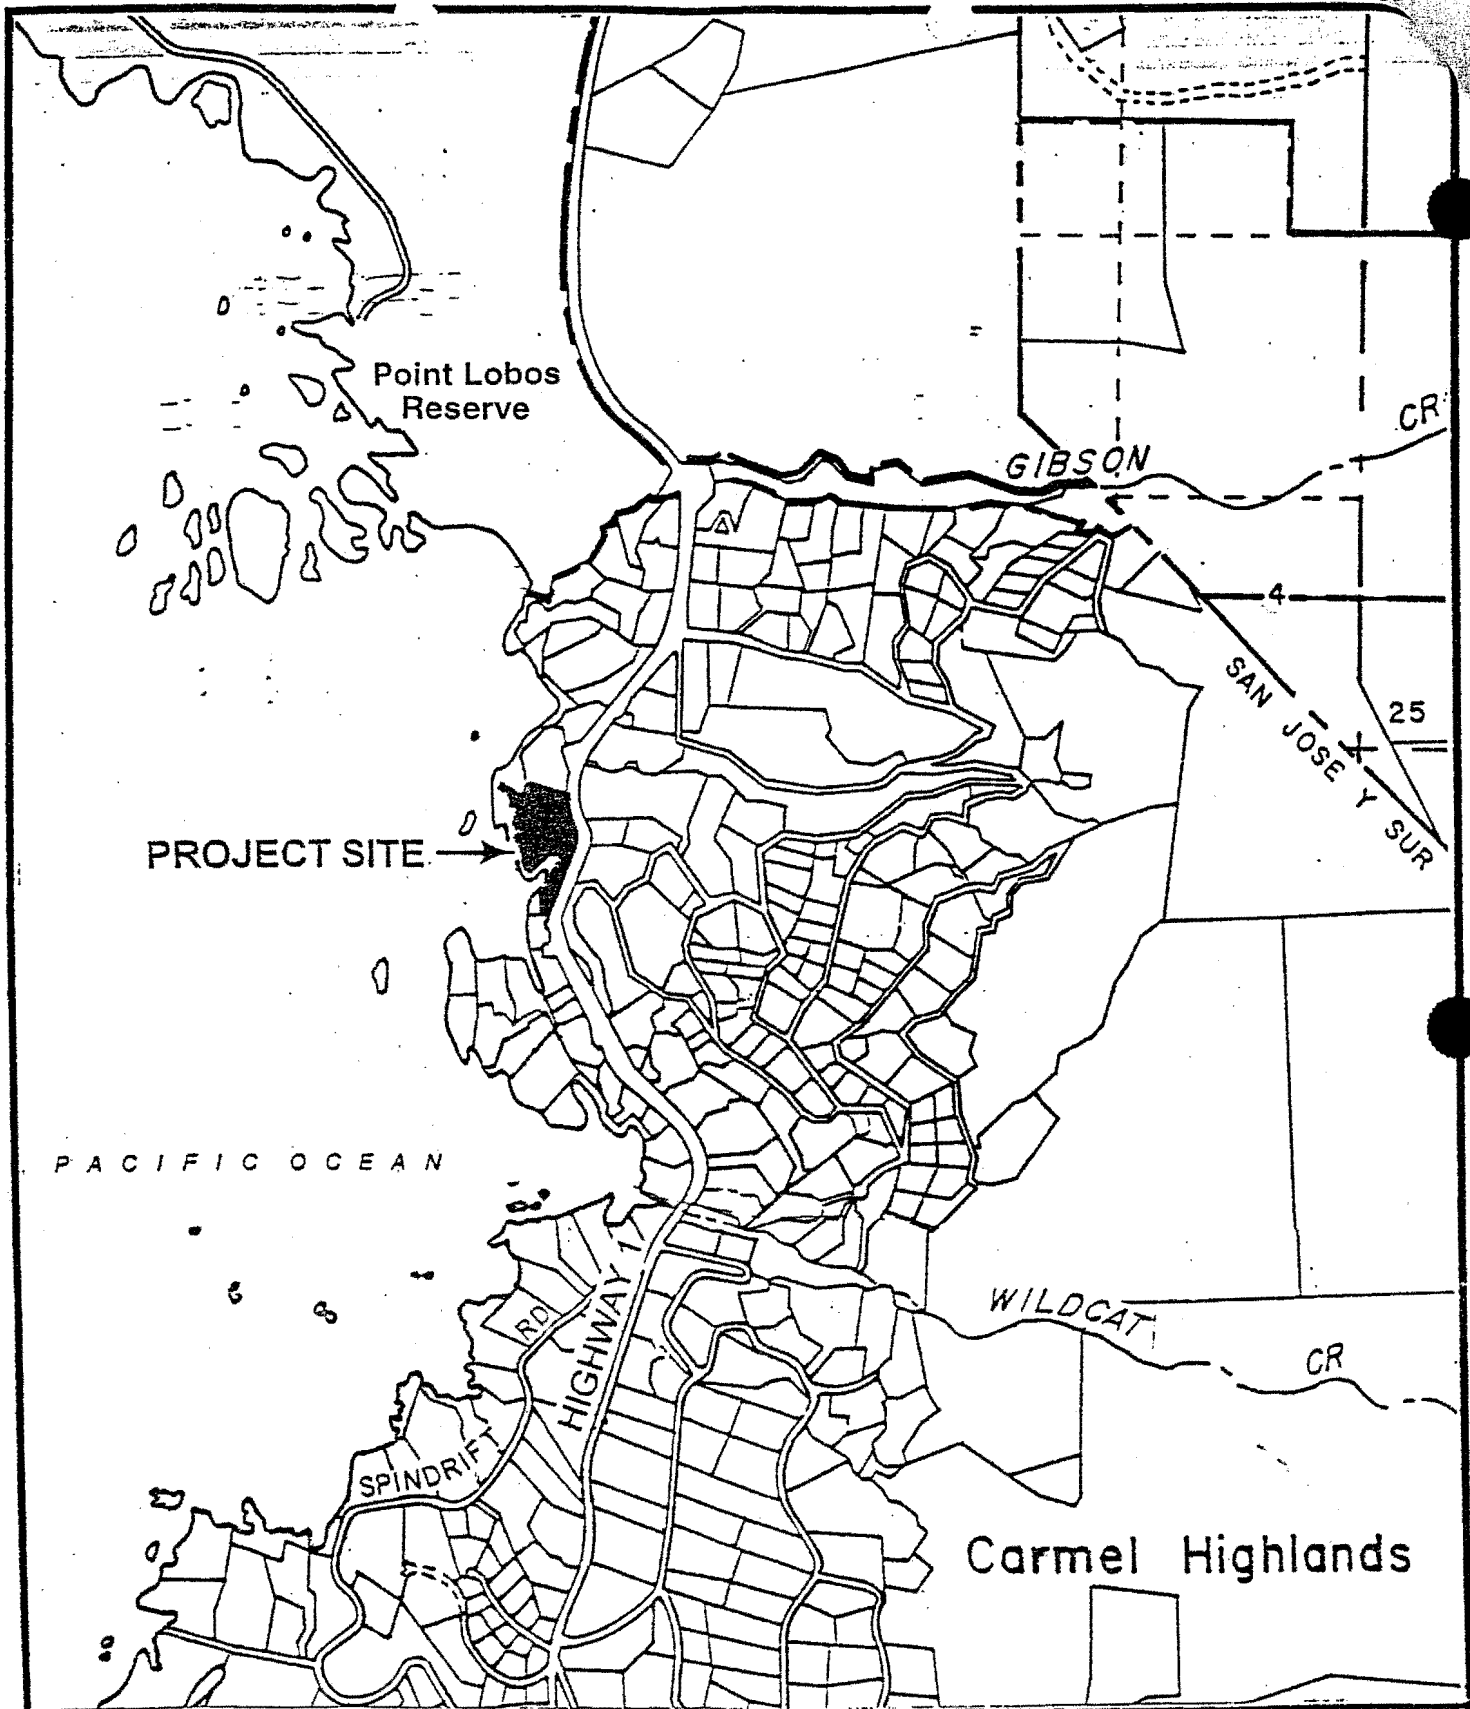 Point Lobos
Reserve
CR
GIBSON
4
SAN JOSE Y SUR
25
PROJECT SITE
PACIFIC OCEAN
HIGHWAY 1
RD
WILDCAT
CR
SPINDRIFT
Carmel Highlands